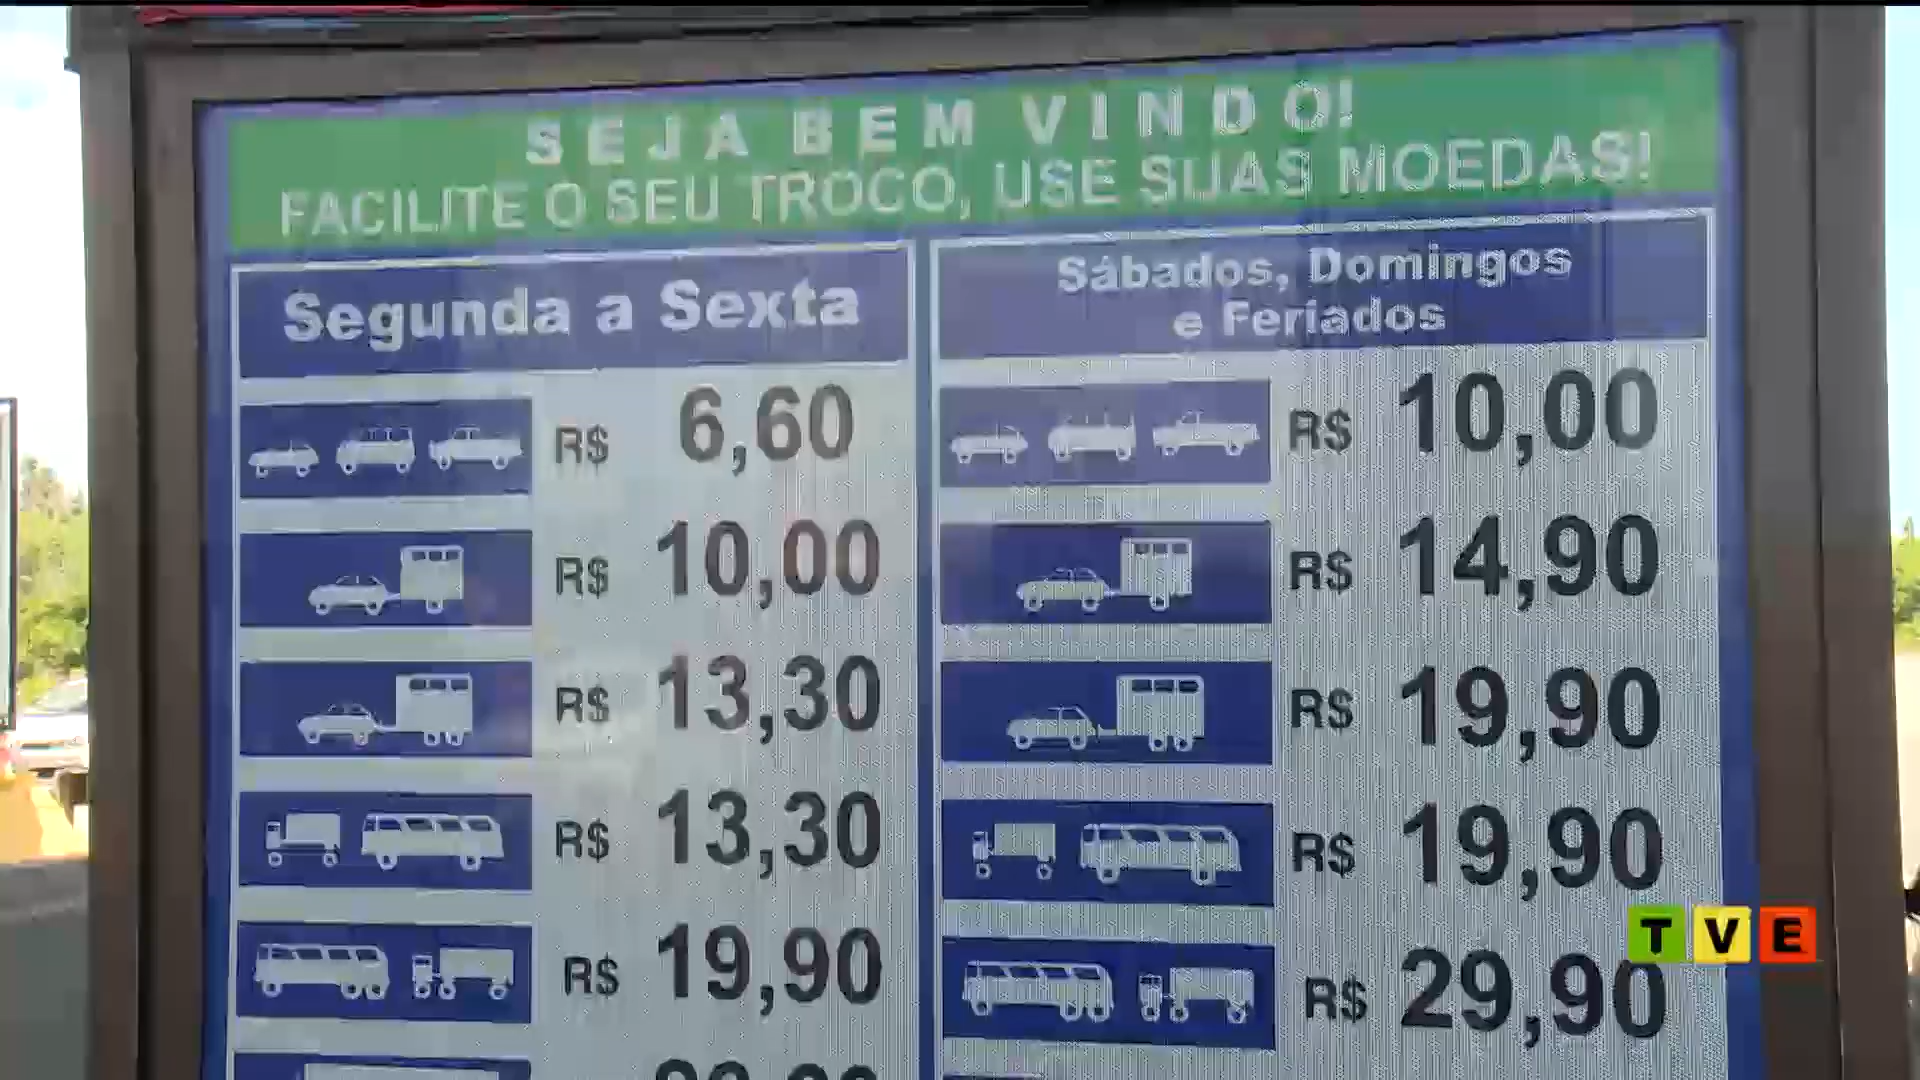 SEJA BEM VINDO!
FACILITE O SEU TROCO, USE SUAS MOEDAS!
Segunda a Sexta
R$ 6,60
R$ 10,00
R$ 13,30
R$ 13,30
R$ 19,90
Sábados, Domingos
e Feriados
R$ 10,00
R$ 14,90
R$ 19,90
R$ 19,90
R$ 29,90
TVE